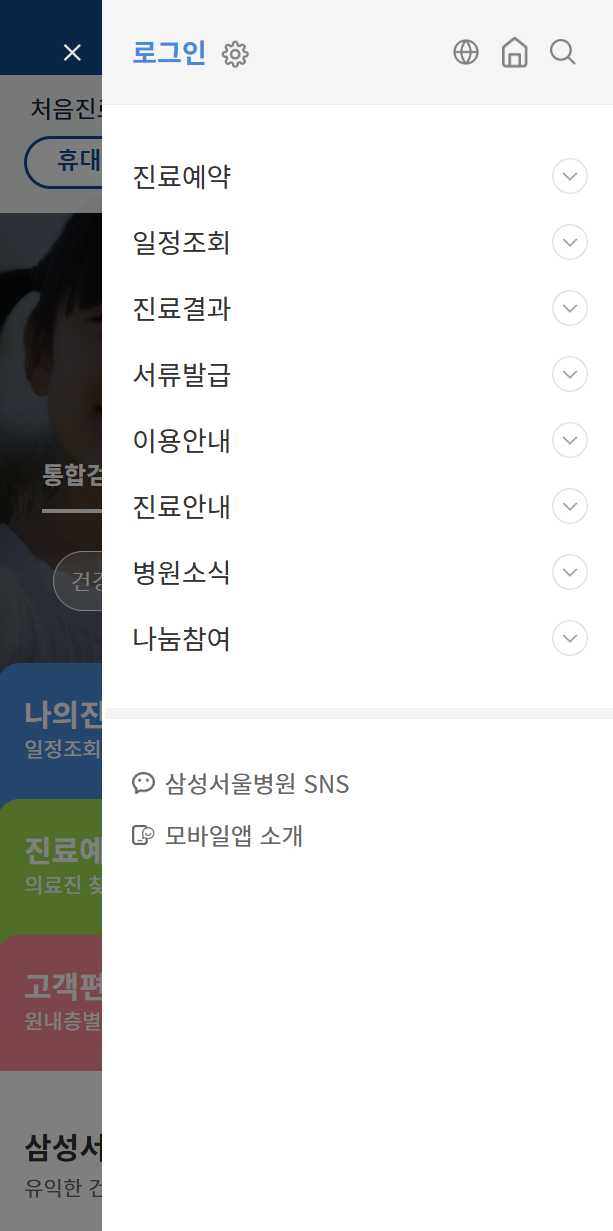 로그인
진료예약
일정조회
진료결과
서류발급
이용안내
진료안내
병원소식
나눔참여
삼성서울병원 SNS
모바일앱 소개
처음진
휴대
통합검
건강
나의진
일정조회
진료예
의료진 찾
고객편
원내층별
삼성서
유익한 건